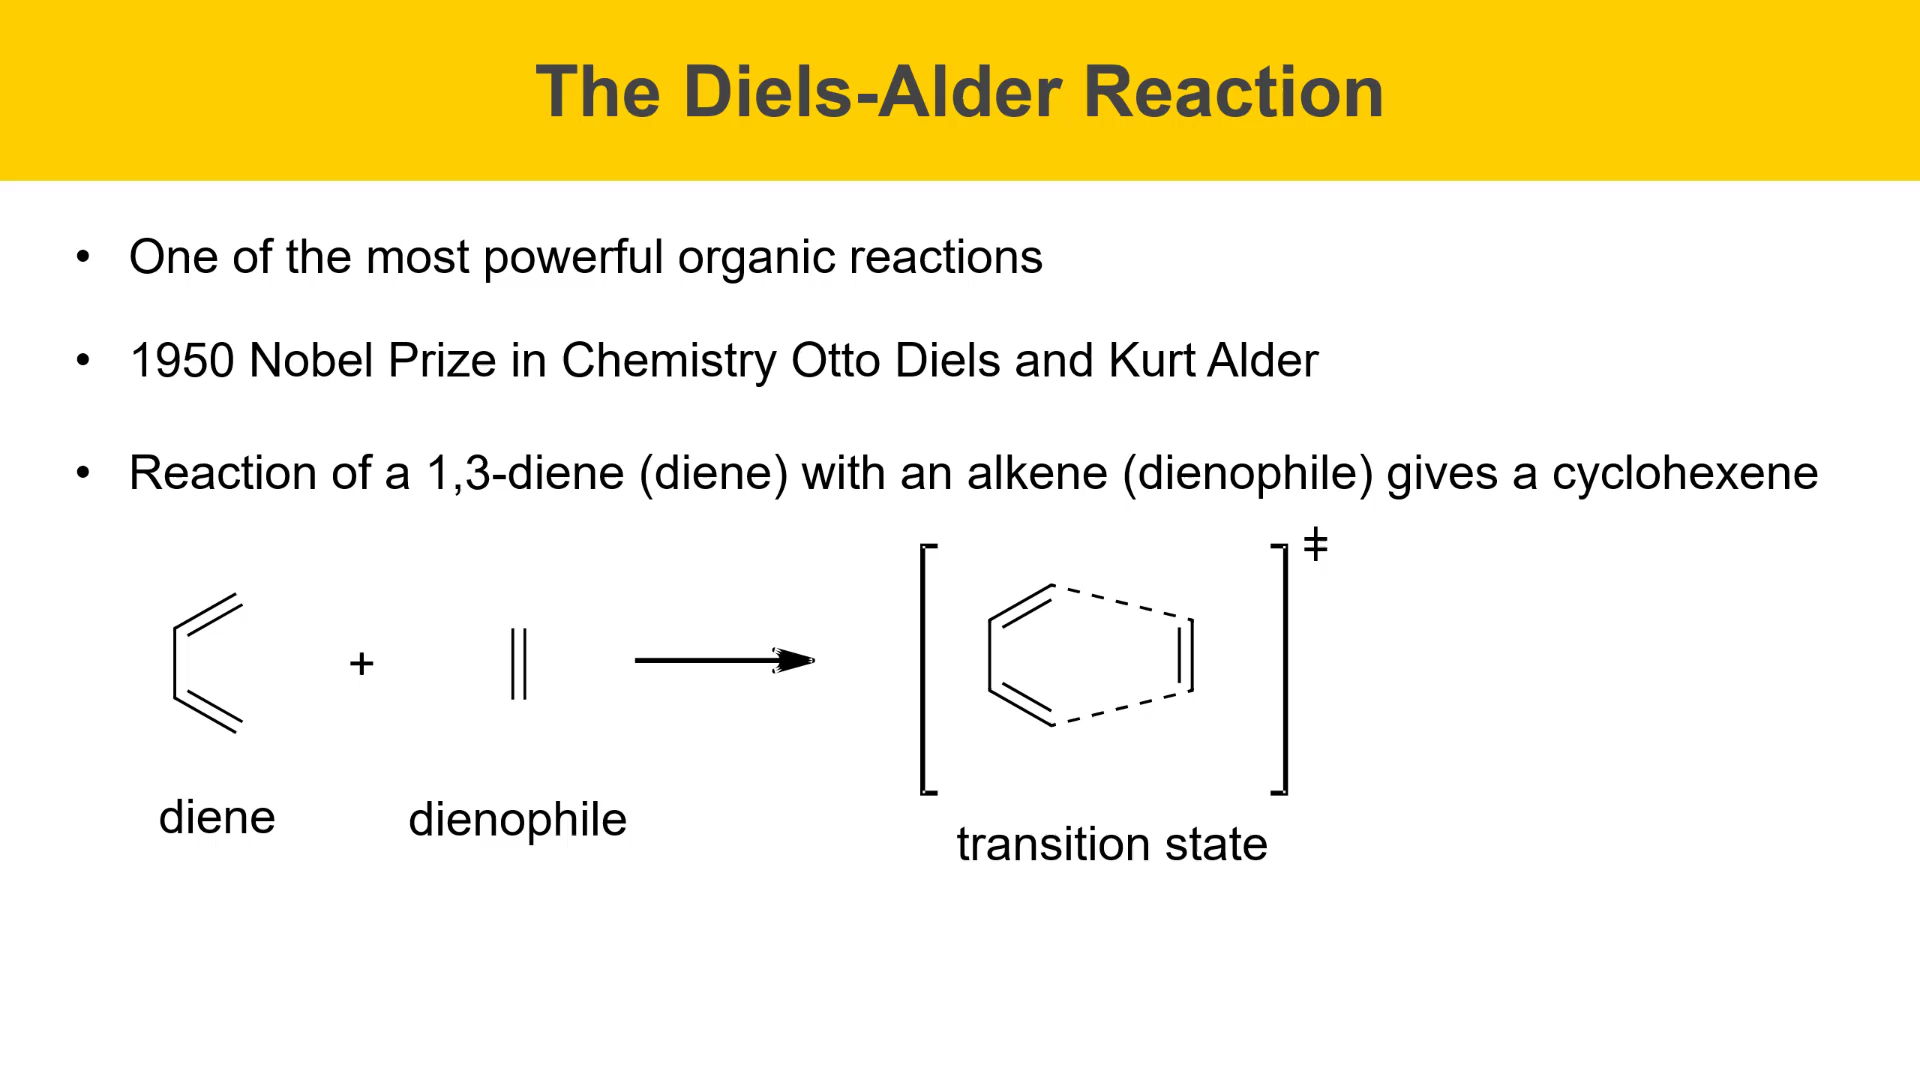 The Diels-Alder Reaction
• One of the most powerful organic reactions
• 1950 Nobel Prize in Chemistry Otto Diels and Kurt Alder
• Reaction of a 1,3-diene (diene) with an alkene (dienophile) gives a cyclohexene
‡
+
diene
dienophile
transition state